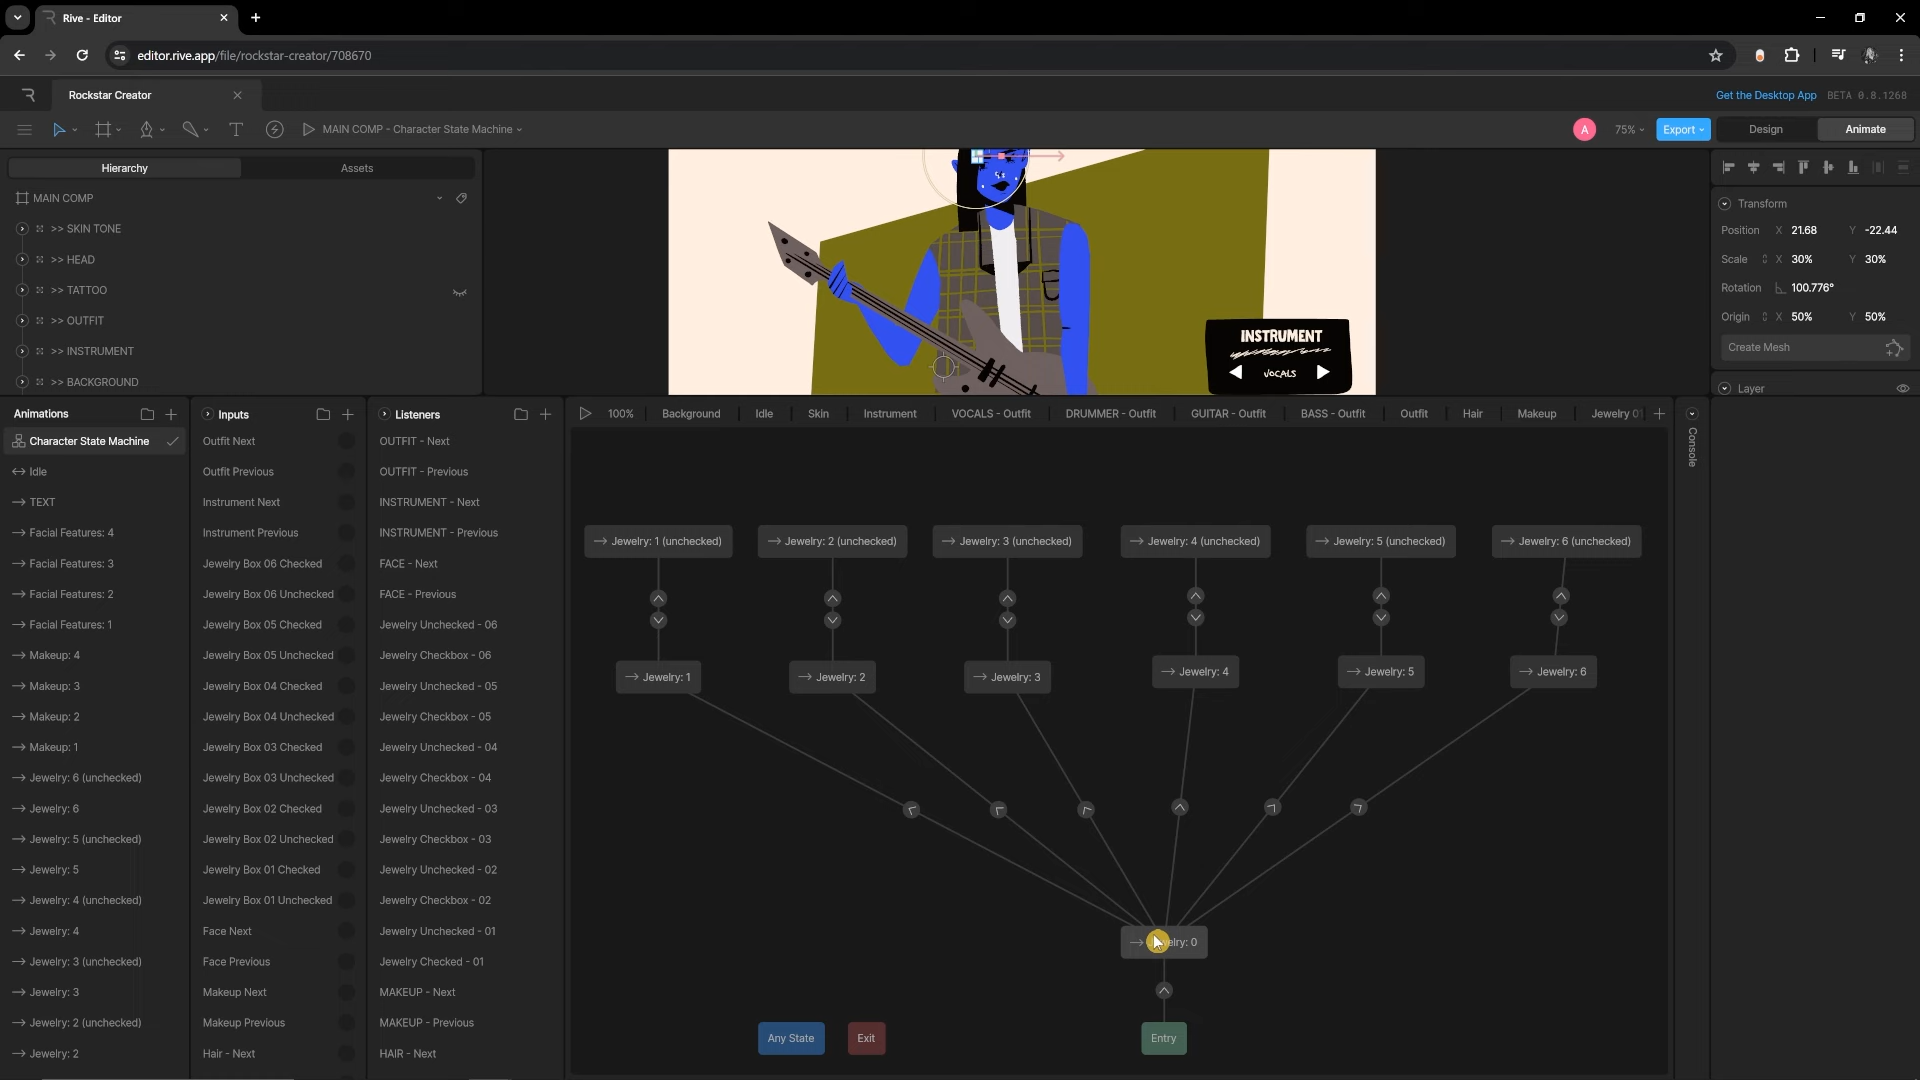 Rive - Editor
editor.rive.app/file/rockstar-creator/708670
Rockstar Creator
Get the Desktop App BETA 0.8.1268
MAIN COMP - Character State Machine
A 75% Export Design Animate
Hierarchy Assets
MAIN COMP
>> SKIN TONE
>> HEAD
>> TATTOO
>> OUTFIT
>> INSTRUMENT
>> BACKGROUND
INSTRUMENT
VOCALS
Transform
Position X 21.68 Y -22.44
Scale X 30% Y 30%
Rotation 100.776°
Origin X 50% Y 50%
Create Mesh
Layer
Animations
Character State Machine
Idle
TEXT
Facial Features: 4
Facial Features: 3
Facial Features: 2
Facial Features: 1
Makeup: 4
Makeup: 3
Makeup: 2
Makeup: 1
Jewelry: 6 (unchecked)
Jewelry: 6
Jewelry: 5 (unchecked)
Jewelry: 5
Jewelry: 4 (unchecked)
Jewelry: 4
Jewelry: 3 (unchecked)
Jewelry: 3
Jewelry: 2 (unchecked)
Jewelry: 2
Inputs
Outfit Next
Outfit Previous
Instrument Next
Instrument Previous
Jewelry Box 06 Checked
Jewelry Box 06 Unchecked
Jewelry Box 05 Checked
Jewelry Box 05 Unchecked
Jewelry Box 04 Checked
Jewelry Box 04 Unchecked
Jewelry Box 03 Checked
Jewelry Box 03 Unchecked
Jewelry Box 02 Checked
Jewelry Box 02 Unchecked
Jewelry Box 01 Checked
Jewelry Box 01 Unchecked
Face Next
Face Previous
Makeup Next
Makeup Previous
Hair - Next
Listeners
OUTFIT - Next
OUTFIT - Previous
INSTRUMENT - Next
INSTRUMENT - Previous
FACE - Next
FACE - Previous
Jewelry Unchecked - 06
Jewelry Checkbox - 06
Jewelry Unchecked - 05
Jewelry Checkbox - 05
Jewelry Unchecked - 04
Jewelry Checkbox - 04
Jewelry Unchecked - 03
Jewelry Checkbox - 03
Jewelry Unchecked - 02
Jewelry Checkbox - 02
Jewelry Unchecked - 01
Jewelry Checked - 01
MAKEUP - Next
MAKEUP - Previous
HAIR - Next
100% Background Idle Skin Instrument VOCALS - Outfit DRUMMER - Outfit GUITAR - Outfit BASS - Outfit Outfit Hair Makeup Jewelry 01
Console
Jewelry: 1 (unchecked) Jewelry: 2 (unchecked) Jewelry: 3 (unchecked) Jewelry: 4 (unchecked) Jewelry: 5 (unchecked) Jewelry: 6 (unchecked)
Jewelry: 1 Jewelry: 2 Jewelry: 3 Jewelry: 4 Jewelry: 5 Jewelry: 6
Jewelry: 0
Any State Exit Entry